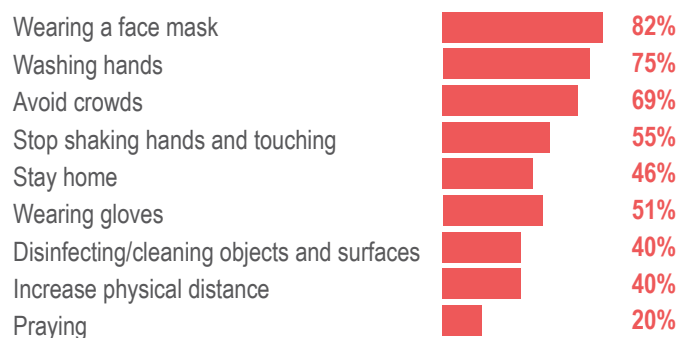 Wearing a face mask 82%
Washing hands 75%
Avoid crowds 69%
Stop shaking hands and touching 55%
Stay home 46%
Wearing gloves 51%
Disinfecting/cleaning objects and surfaces 40%
Increase physical distance 40%
Praying 20%